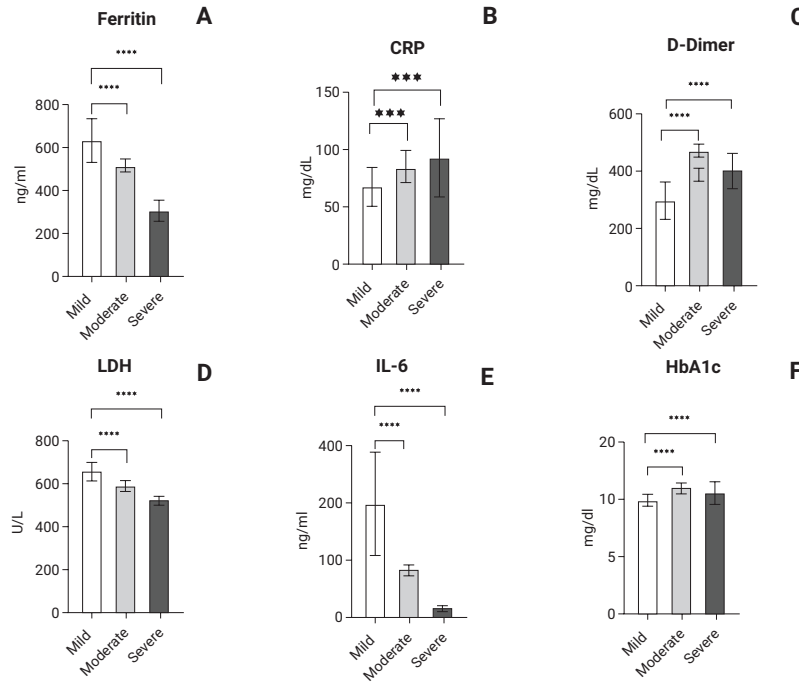 Ferritin
A
****
****
800
600
400
200
0
ng/ml
Mild
Moderate
Severe
CRP
B
***
***
150
100
50
0
mg/dL
Mild
Moderate
Severe
D-Dimer
C
****
****
600
400
200
0
mg/dL
Mild
Moderate
Severe
LDH
D
****
****
800
600
400
200
0
U/L
Mild
Moderate
Severe
IL-6
E
****
****
400
200
100
0
ng/ml
Mild
Moderate
Severe
HbA1c
F
****
****
20
10
5
0
mg/dl
Mild
Moderate
Severe